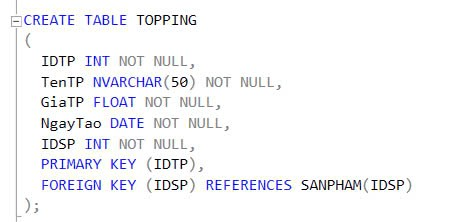 CREATE TABLE TOPPING
(
IDTP INT NOT NULL,
TenTP NVARCHAR(50) NOT NULL,
GiaTP FLOAT NOT NULL,
NgayTao DATE NOT NULL,
IDSP INT NOT NULL,
PRIMARY KEY (IDTP),
FOREIGN KEY (IDSP) REFERENCES SANPHAM(IDSP)
);